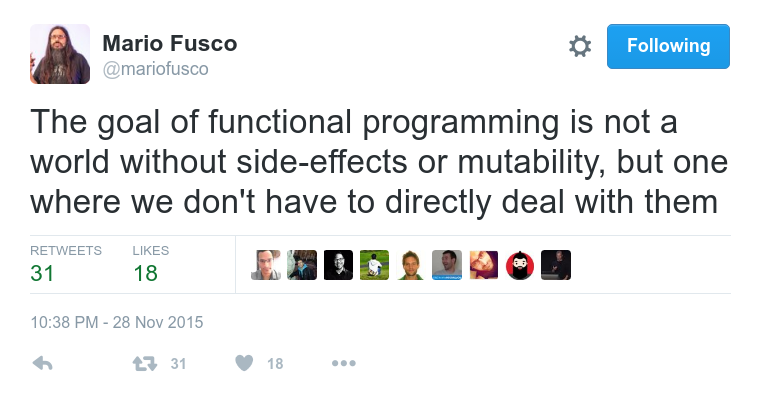 Mario Fusco
@mariofusco
Following
The goal of functional programming is not a
world without side-effects or mutability, but one
where we don't have to directly deal with them
RETWEETS LIKES
31 18
10:38 PM - 28 Nov 2015
31 18